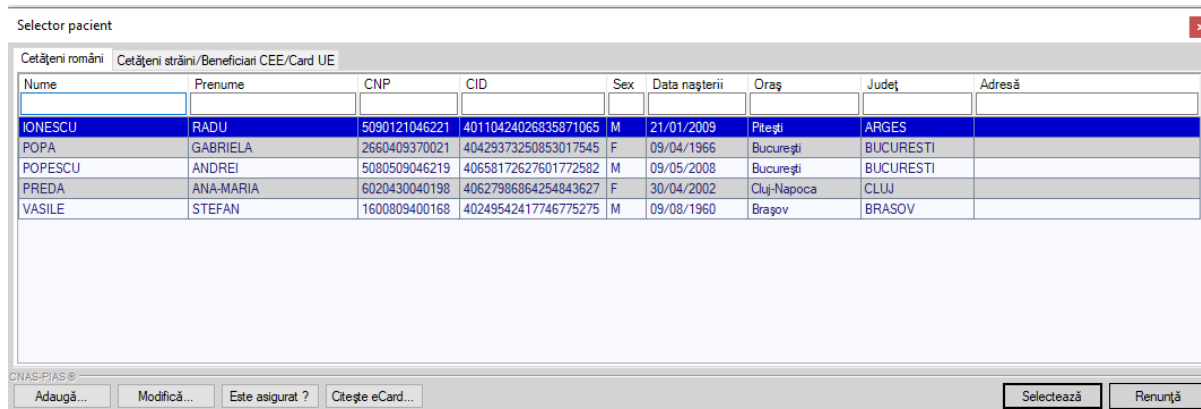 Selector pacient
Cetăţeni români Cetăţeni străini/Beneficiari CEE/Card UE
Nume Prenume CNP CID Sex Data naşterii Oraş Judeţ Adresă
IONESCU RADU 5090121046221 40110424026835871065 M 21/01/2009 Piteşti ARGES
POPA GABRIELA 2660409370021 40429373250853017545 F 09/04/1966 Bucureşti BUCURESTI
POPESCU ANDREI 5080509046219 40658172627601772582 M 09/05/2008 Bucureşti BUCURESTI
PREDA ANA-MARIA 6020430040198 40627986864254843627 F 30/04/2002 Cluj-Napoca CLUJ
VASILE STEFAN 1600809400168 40249542417746775275 M 09/08/1960 Braşov BRASOV
CNAS-PIAS ®
Adaugă... Modifică... Este asigurat ? Citeşte eCard... Selectează Renunţă